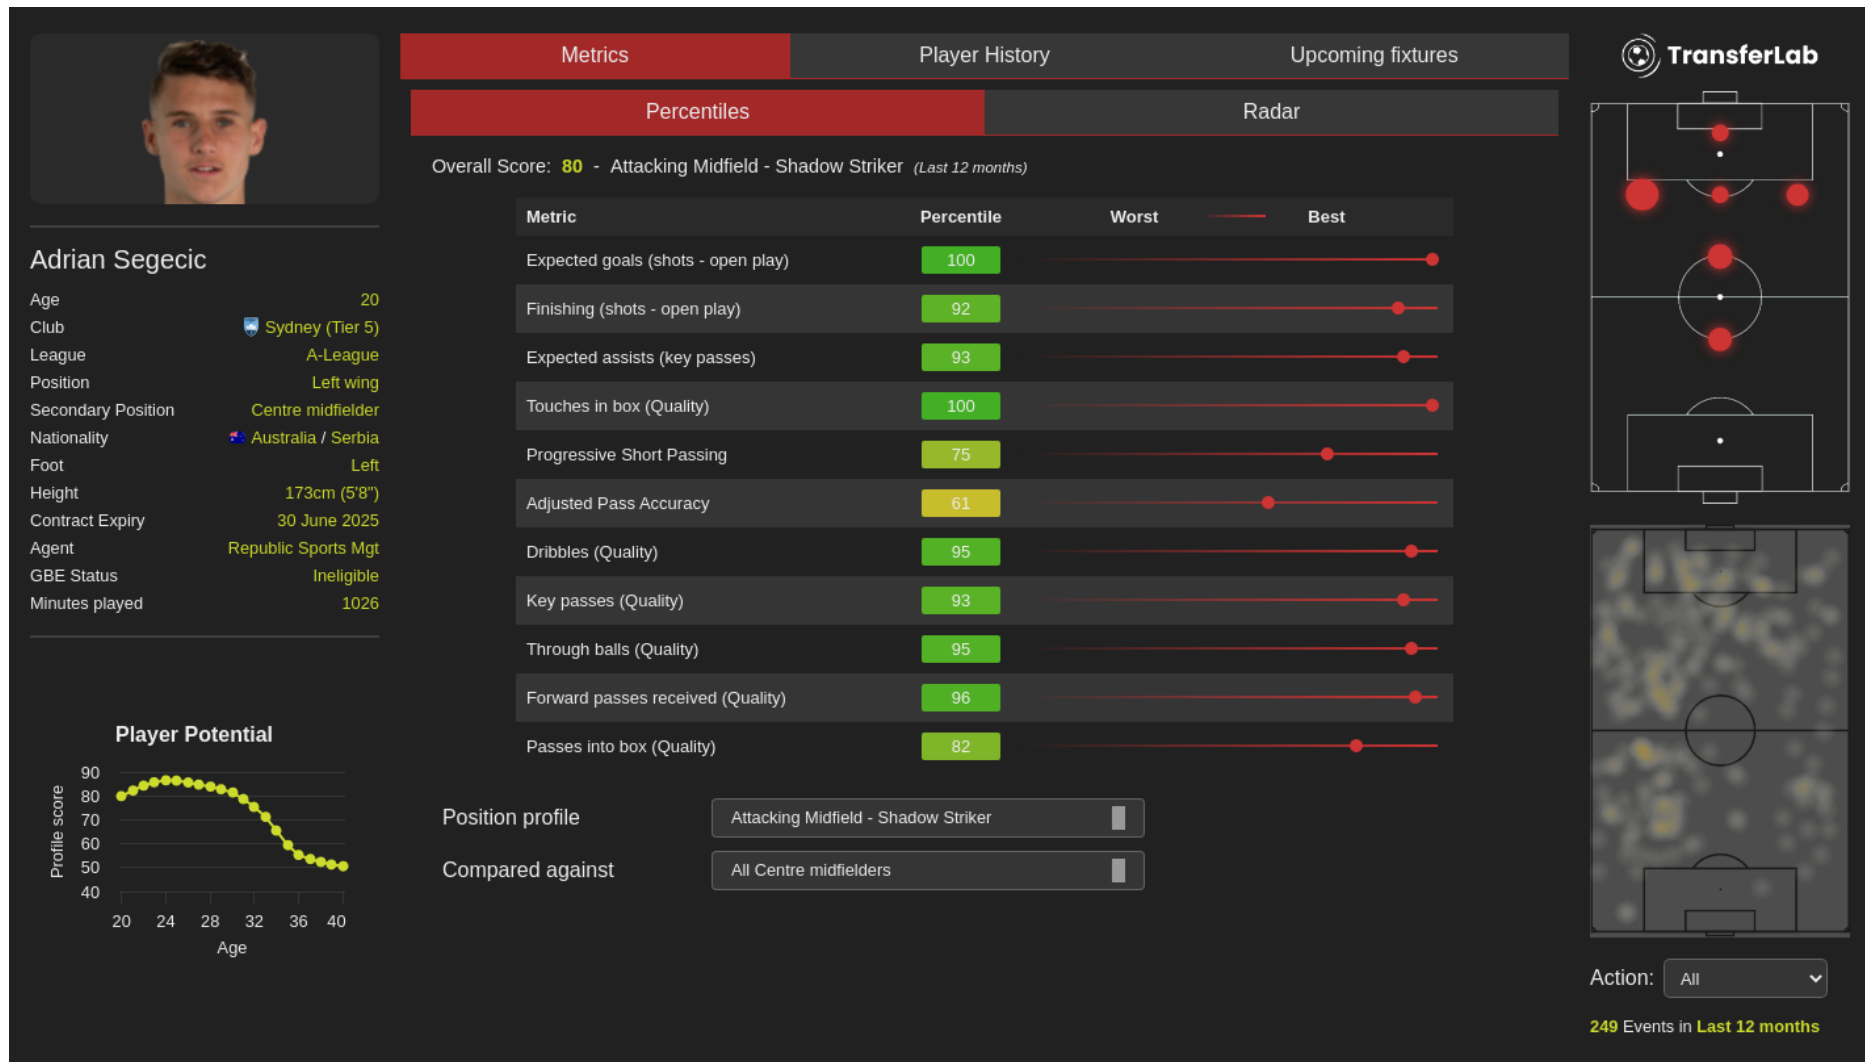 Metrics
Player History
Upcoming fixtures
TransferLab
Percentiles
Radar
Overall Score: 80 - Attacking Midfield - Shadow Striker (Last 12 months)
Metric Percentile Worst Best
Expected goals (shots - open play) 100
Finishing (shots - open play) 92
Expected assists (key passes) 93
Touches in box (Quality) 100
Progressive Short Passing 75
Adjusted Pass Accuracy 61
Dribbles (Quality) 95
Key passes (Quality) 93
Through balls (Quality) 95
Forward passes received (Quality) 96
Passes into box (Quality) 82
Position profile Attacking Midfield - Shadow Striker
Compared against All Centre midfielders
Adrian Segecic
Age 20
Club Sydney (Tier 5)
League A-League
Position Left wing
Secondary Position Centre midfielder
Nationality Australia / Serbia
Foot Left
Height 173cm (5'8")
Contract Expiry 30 June 2025
Agent Republic Sports Mgt
GBE Status Ineligible
Minutes played 1026
Player Potential
Profile score
90
80
70
60
50
40
20 24 28 32 36 40
Age
Action: All
249 Events in Last 12 months